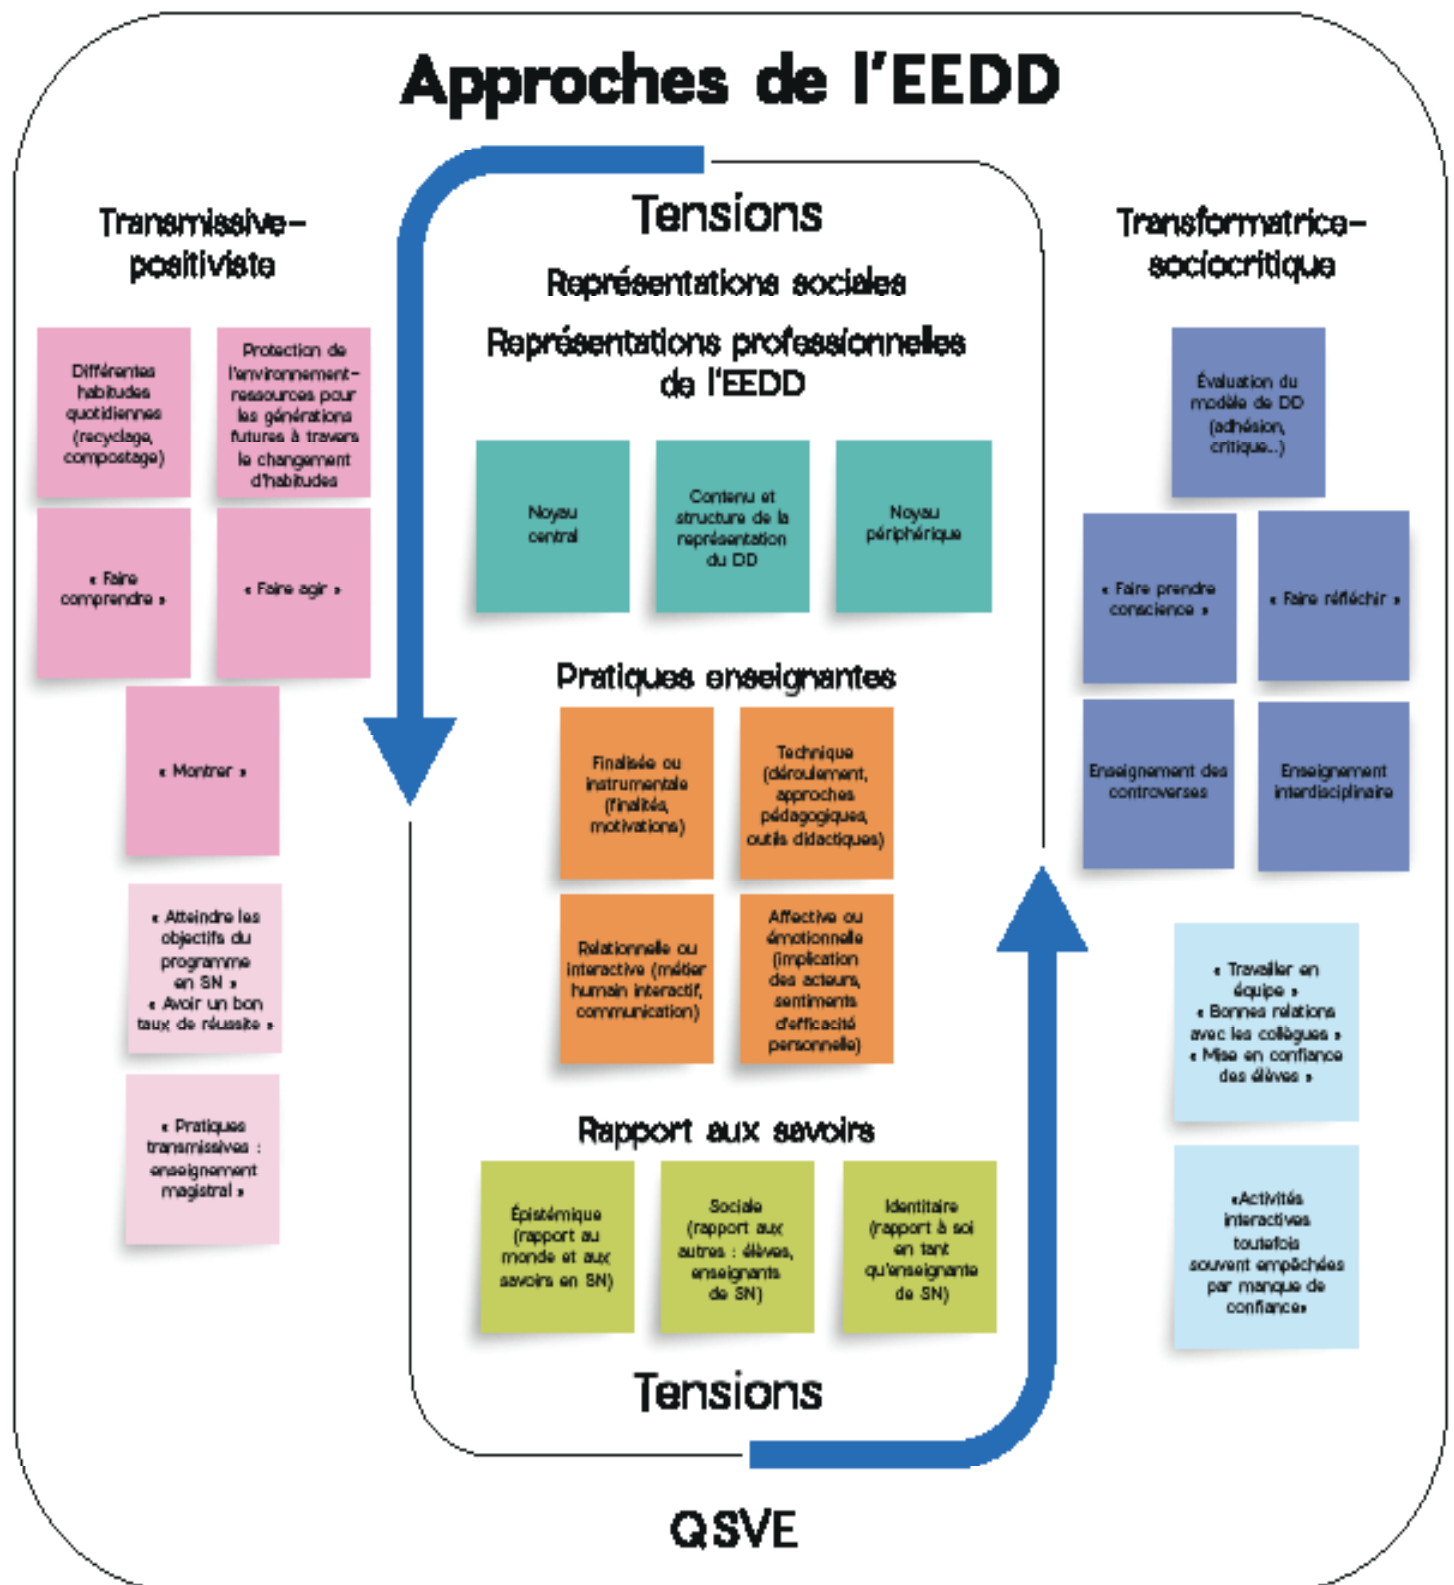 Approches de l'EEDD
Transmissive-
positiviste
Différentes
habitudes
quotidiennes
(recyclage,
compostage)
Protection de
l'environnement-
ressources pour
les générations
futures à travers
le changement
d'habitudes
« Faire
comprendre »
« Faire agir »
« Montrer »
« Atteindre les
objectifs du
programme
en SN »
« Avoir un bon
taux de réussite »
« Pratiques
transmissives :
enseignement
magistral »
Tensions
Représentations sociales
Représentations professionnelles
de l'EEDD
Noyau
central
Contenu et
structure de la
représentation
du DD
Noyau
périphérique
Pratiques enseignantes
Finalisée ou
instrumentale
(finalités,
motivations)
Technique
(déroulement,
approches
pédagogiques,
outils didactiques)
Relationnelle ou
interactive (métier
humain interactif,
communication)
Affective ou
émotionnelle
(implication
des acteurs,
sentiments
d'efficacité
personnelle)
Rapport aux savoirs
Épistémique
(rapport au
monde et aux
savoirs en SN)
Sociale
(rapport aux
autres : élèves,
enseignants
de SN)
Identitaire
(rapport à soi
en tant
qu'enseignante
de SN)
Tensions
Transformatrice-
sociocritique
Évaluation du
modèle de DD
(adhésion,
critique...)
« Faire prendre
conscience »
« Faire réfléchir »
Enseignement des
controverses
Enseignement
interdisciplinaire
« Travailler en
équipe »
« Bonnes relations
avec les collègues »
« Mise en confiance
des élèves »
«Activités
interactives
toutefois
souvent empêchées
par manque de
confiance»
QSVE